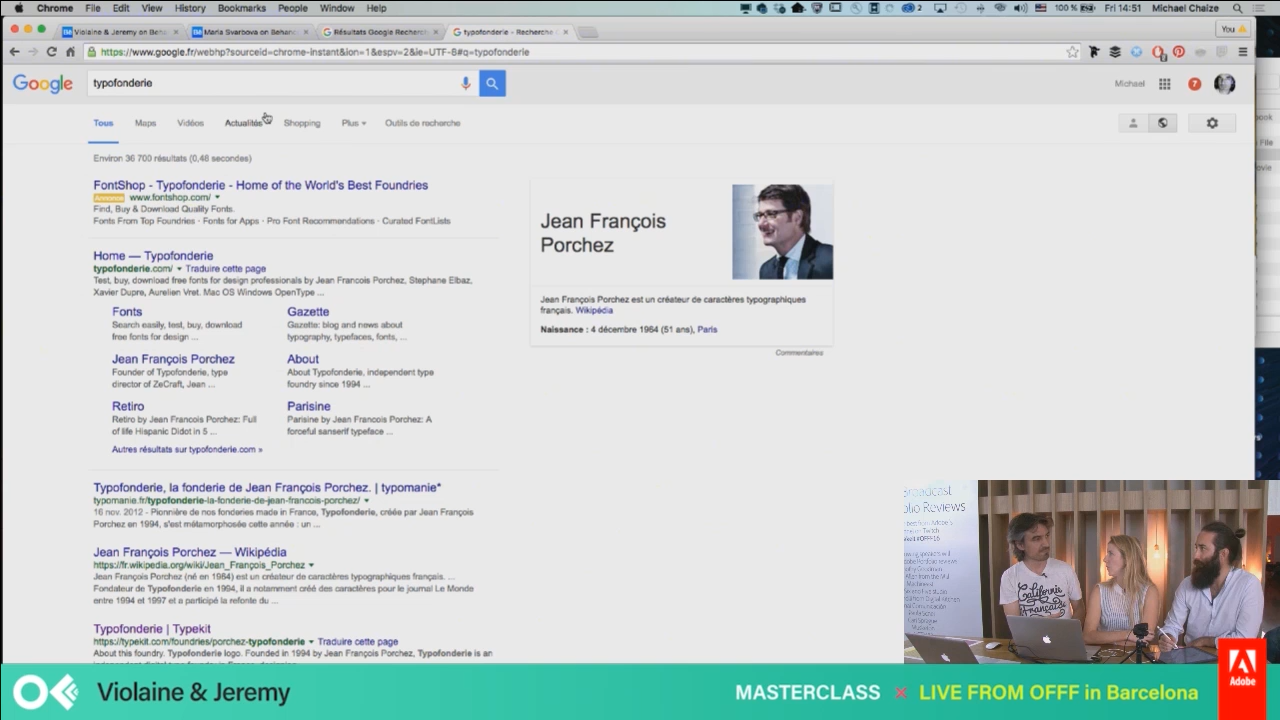 Chrome File Edit View History Bookmarks People Window Help
2 100 % Fri 14:51 Michael Chaize
Violaine & Jeremy on Beha
Maria Svarbova on Behance
Résultats Google Recherc
typofonderie - Recherche
You
https://www.google.fr/webhp?sourceid=chrome-instant&ion=1&espv=2&ie=UTF-8#q=typofonderie
Google typofonderie
Michael
7
Tous Maps Vidéos Actualités Shopping Plus Outils de recherche
Environ 36 700 résultats (0,46 secondes)
FontShop - Typofonderie - Home of the World's Best Foundries
Annonce www.fontshop.com/
Find, Buy & Download Quality Fonts.
Fonts From Top Foundries · Fonts for Apps · Pro Font Recommendations · Curated FontLists
Home — Typofonderie
typofonderie.com/ Traduire cette page
Test, buy, download free fonts for design professionals by Jean Francois Porchez, Stephane Elbaz,
Xavier Dupre, Aurelien Vret. Mac OS Windows OpenType ...
Fonts
Search easily, test, buy, download
free fonts for design ...
Gazette
Gazette: blog and news about
typography, typefaces, fonts, ...
Jean François Porchez
Founder of Typofonderie, type
director of ZeCraft, Jean ...
About
About Typofonderie, independent type
foundry since 1994 ...
Retiro
Retiro by Jean Francois Porchez: Full
of life Hispanic Didot in 5 ...
Parisine
Parisine by Jean Francois Porchez: A
forceful sanserif typeface ...
Autres résultats sur typofonderie.com »
Typofonderie, la fonderie de Jean François Porchez. | typomanie*
typomanie.fr/typofonderie-la-fonderie-de-jean-francois-porchez/
16 nov. 2012 - Pionnière de nos fonderies made in France, Typofonderie, créée par Jean François
Porchez en 1994, s'est métamorphosée cette année : un ...
Jean François Porchez — Wikipédia
https://fr.wikipedia.org/wiki/Jean_François_Porchez
Jean François Porchez (né en 1964) est un créateur de caractères typographiques français. ...
Fondateur de Typofonderie en 1994, il a notamment créé des caractères pour le journal Le Monde
entre 1994 et 1997 et a participé la refonte du ...
Typofonderie | Typekit
https://typekit.com/foundries/porchez-typofonderie Traduire cette page
About this foundry. Typofonderie logo. Founded in 1994 by Jean François Porchez, Typofonderie is an
Jean François
Porchez
Jean François Porchez est un créateur de caractères typographiques
français. Wikipédia
Naissance : 4 décembre 1964 (51 ans), Paris
Commentaires
book
File
ovie
Broadcast
olio Reviews
Californie
Française
Violaine & Jeremy
MASTERCLASS × LIVE FROM OFFF in Barcelona
Adobe